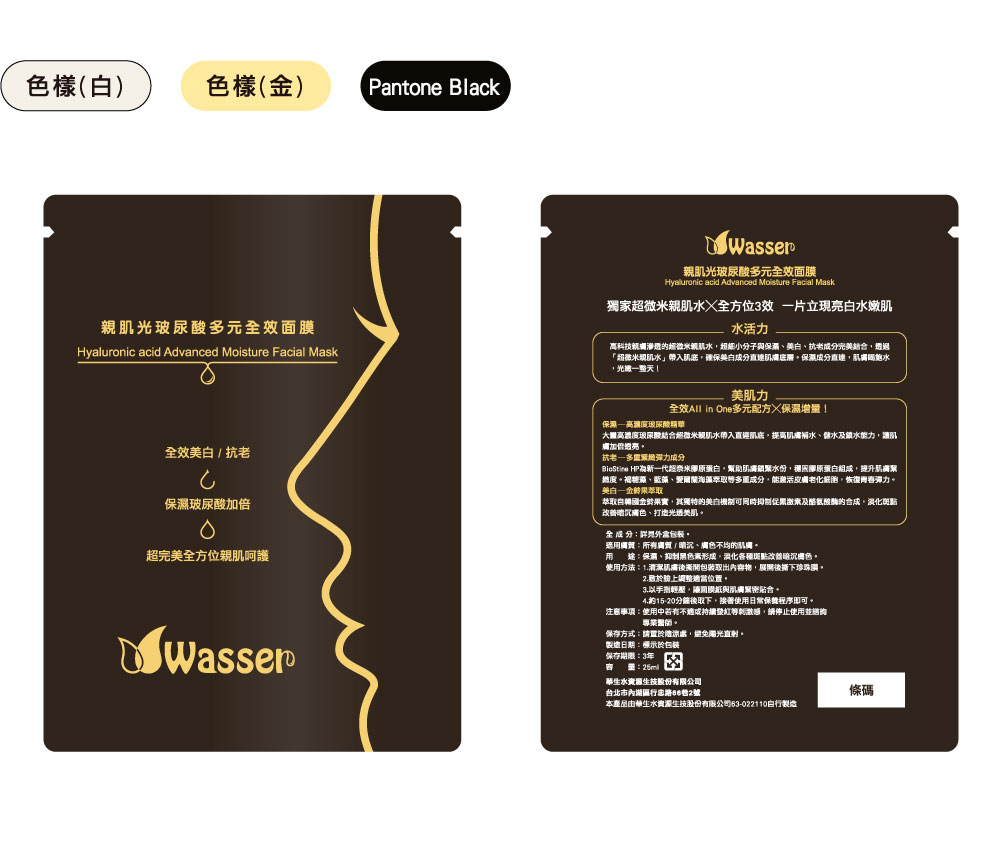 色樣(白)
色樣(金)
Pantone Black
親肌光玻尿酸多元全效面膜
Hyaluronic acid Advanced Moisture Facial Mask
全效美白 / 抗老
保濕玻尿酸加倍
超完美全方位親肌呵護
Wasser
Wasser
親肌光玻尿酸多元全效面膜
Hyaluronic acid Advanced Moisture Facial Mask
獨家超微米親肌水╳全方位3效 一片立現亮白水嫩肌
水活力
高科技親膚滲透的超微米親肌水，超能小分子與保濕、美白、抗老成分完美結合，透過
「超微米親肌水」帶入肌底，確保美白成分直達肌膚底層。保濕成分直達，肌膚喝飽水
，光嫩一整天！
美肌力
全效All in One多元配方╳保濕增量！
保濕—高濃度玻尿酸精華
大量高濃度玻尿酸結合超微米親肌水帶入直達肌底，提高肌膚補水、儲水及鎖水能力，讓肌
膚加倍透亮。
抗老—多重緊緻彈力成分
BioStine HP為新一代超奈米膠原蛋白，幫助肌膚鎖緊水份，穩固膠原蛋白組成，提升肌膚緊
緻度。褐糖藻、藍藻、愛爾蘭海藻萃取等多重成分，能激活皮膚老化細胞，恢復青春彈力。
美白—金鈴果萃取
萃取自韓國金鈴果實，其獨特的美白機制可同時抑制促黑激素及酪氨酸酶的合成，淡化斑點
改善暗沉膚色、打造光透美肌。
全 成 分：詳見外盒包裝。
適用膚質：所有膚質 / 暗沉、膚色不均的肌膚。
用 途：保濕、抑制黑色素形成，淡化各種斑點改善暗沉膚色。
使用方法：1.清潔肌膚後撕開包裝取出內容物，展開後撕下珍珠膜。
2.敷於臉上調整適當位置。
3.以手指輕壓，讓面膜紙與肌膚緊密貼合。
4.約15-20分鐘後取下，接著使用日常保養程序即可。
注意事項：使用中若有不適或持續發紅等刺激感，請停止使用並諮詢
專業醫師。
保存方式：請置於陰涼處，避免陽光直射。
製造日期：標示於包裝
保存期限：3年
容 量：25ml
華生水資源生技股份有限公司
台北市內湖區行忠路66巷2號
本產品由華生水資源生技股份有限公司63-022110自行製造
條碼